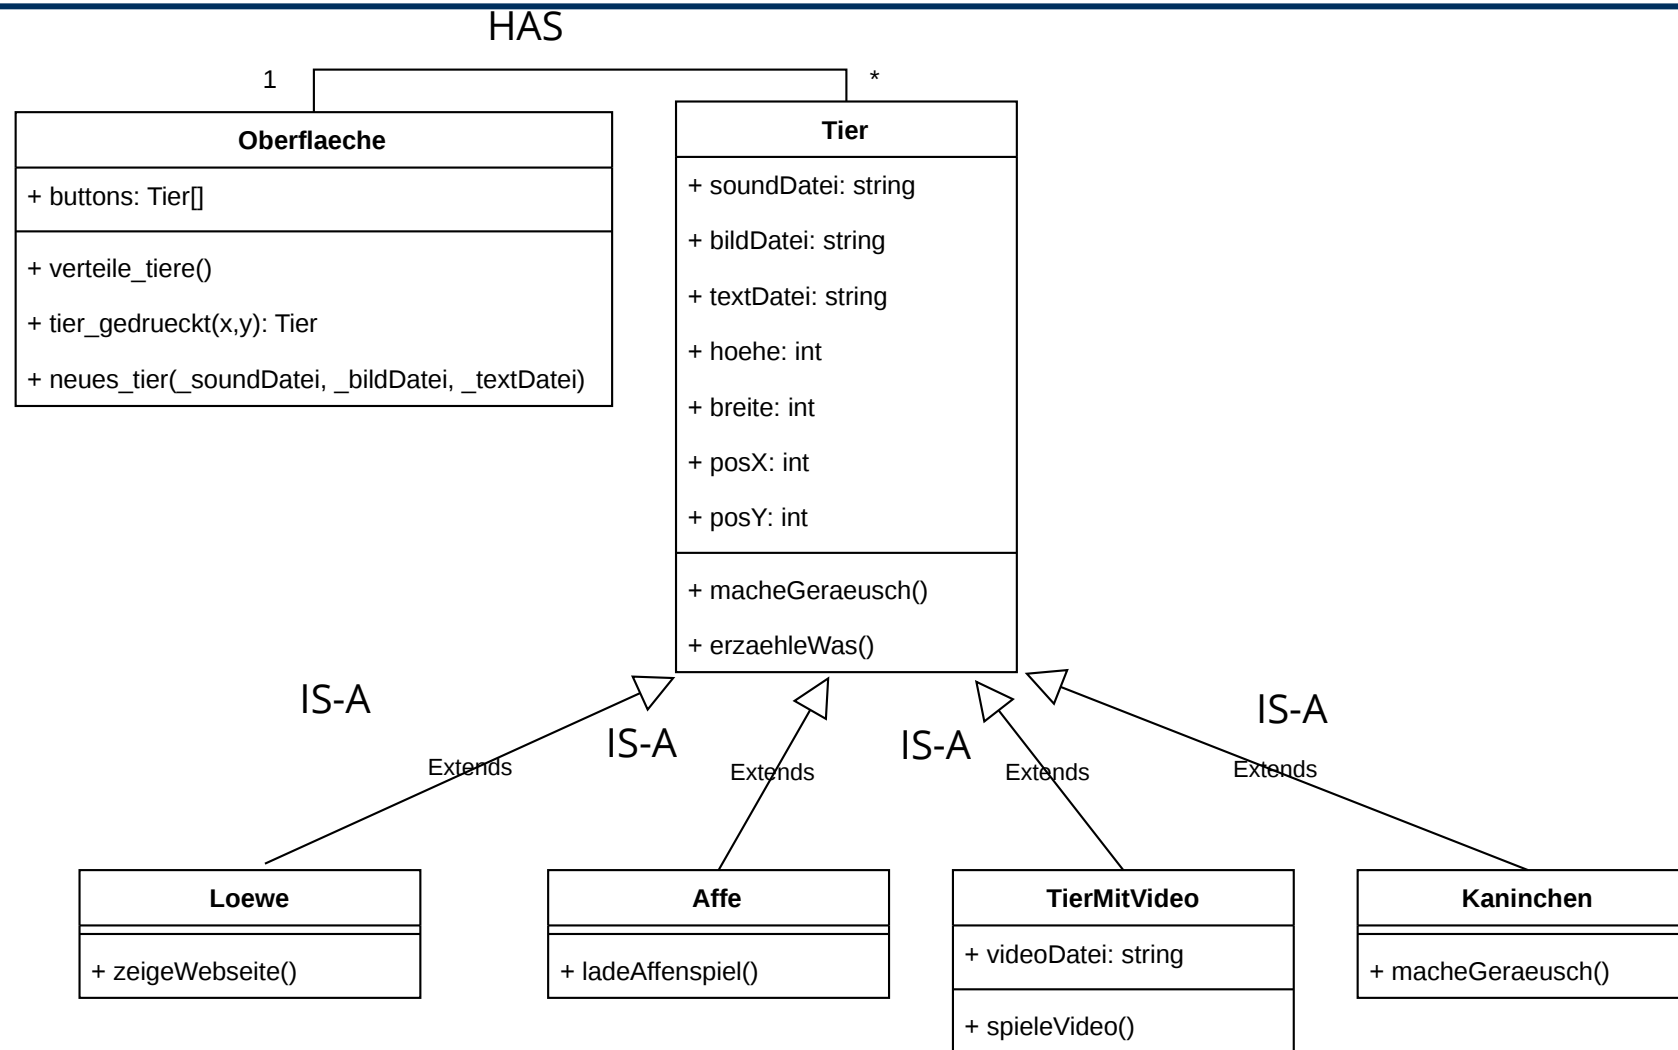 HAS
1
*
Oberflaeche
+ buttons: Tier[]
+ verteile_tiere()
+ tier_gedrueckt(x,y): Tier
+ neues_tier(_soundDatei, _bildDatei, _textDatei)
Tier
+ soundDatei: string
+ bildDatei: string
+ textDatei: string
+ hoehe: int
+ breite: int
+ posX: int
+ posY: int
+ macheGeraeusch()
+ erzaehleWas()
IS-A
IS-A
IS-A
IS-A
Extends
Extends
Extends
Extends
Loewe
+ zeigeWebseite()
Affe
+ ladeAffenspiel()
TierMitVideo
+ videoDatei: string
+ spieleVideo()
Kaninchen
+ macheGeraeusch()